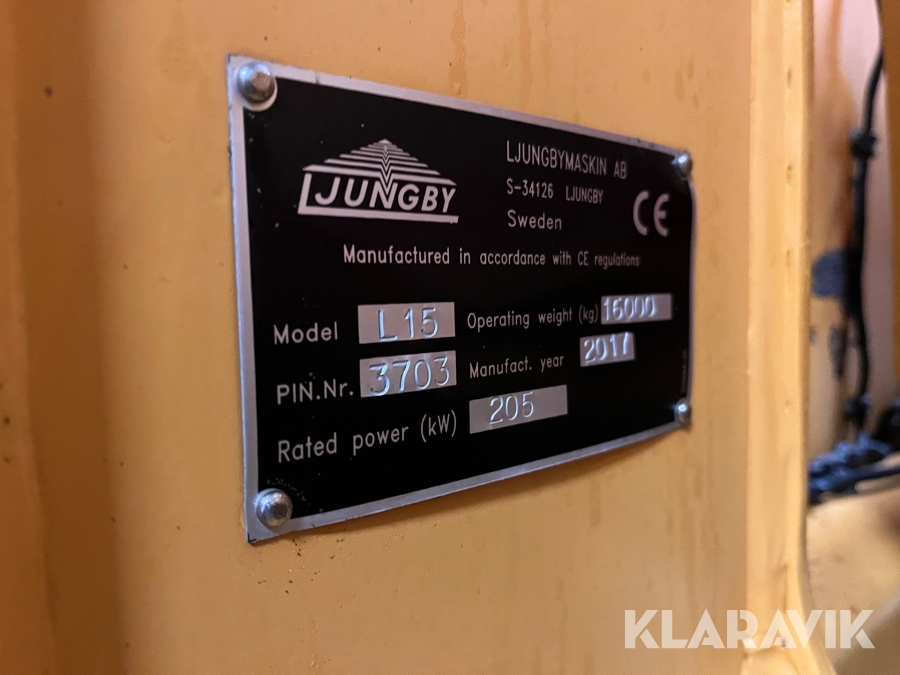 LJUNGBY
LJUNGBYMASKIN AB
S-34126 LJUNGBY
Sweden
CE
Manufactured in accordance with CE regulations
Model L15 Operating weight (kg) 16000
PIN.Nr. 3703 Manufact. year 2017
Rated power (kW) 205
KLARAVIK